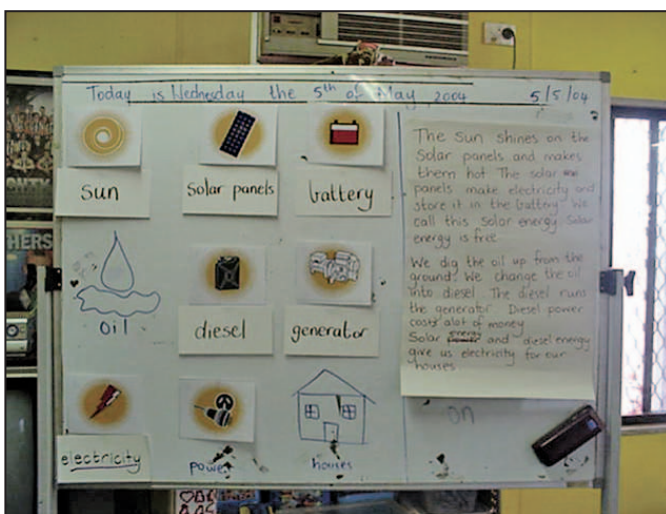 Today is Wednesday the 5th of May 2004 5/5/04
sun
solar panels
battery
oil
diesel
generator
electricity
power
houses
The sun shines on the
solar panels and makes
them hot The solar
panels make electricity and
store it in the battery. We
call this solar energy. Solar
energy is free.
We dig the oil up from the
ground. We change the oil
into diesel. The diesel runs
the generator. Diesel power
costs alot of money
Solar energy and diesel energy
give us electricity for our
houses.
on
HERS